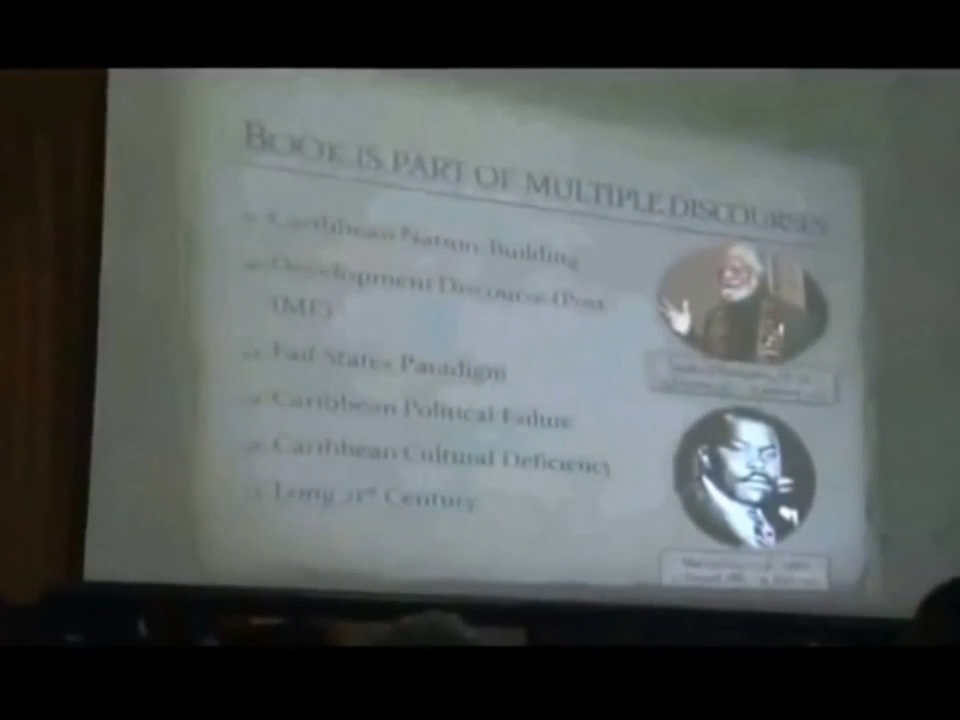 BOOK IS PART OF MULTIPLE DISCOURSES
Caribbean Nation-Building
Development Discourse (Post
IMF)
Fail States Paradigm
Caribbean Political Failure
Caribbean Cultural Deficiency
Long 21st Century